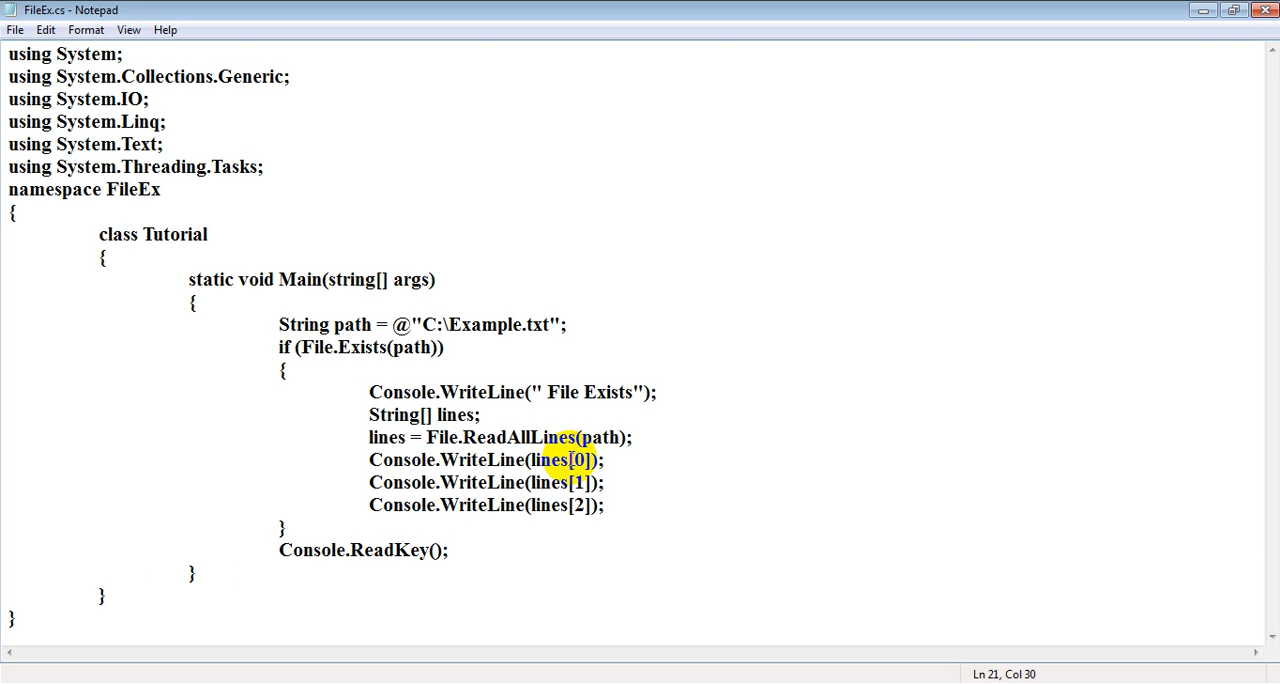 FileEx.cs - Notepad
File Edit Format View Help
using System;
using System.Collections.Generic;
using System.IO;
using System.Linq;
using System.Text;
using System.Threading.Tasks;
namespace FileEx
{
class Tutorial
{
static void Main(string[] args)
{
String path = @"C:\Example.txt";
if (File.Exists(path))
{
Console.WriteLine(" File Exists");
String[] lines;
lines = File.ReadAllLines(path);
Console.WriteLine(lines[0]);
Console.WriteLine(lines[1]);
Console.WriteLine(lines[2]);
}
Console.ReadKey();
}
}
}
Ln 21, Col 30